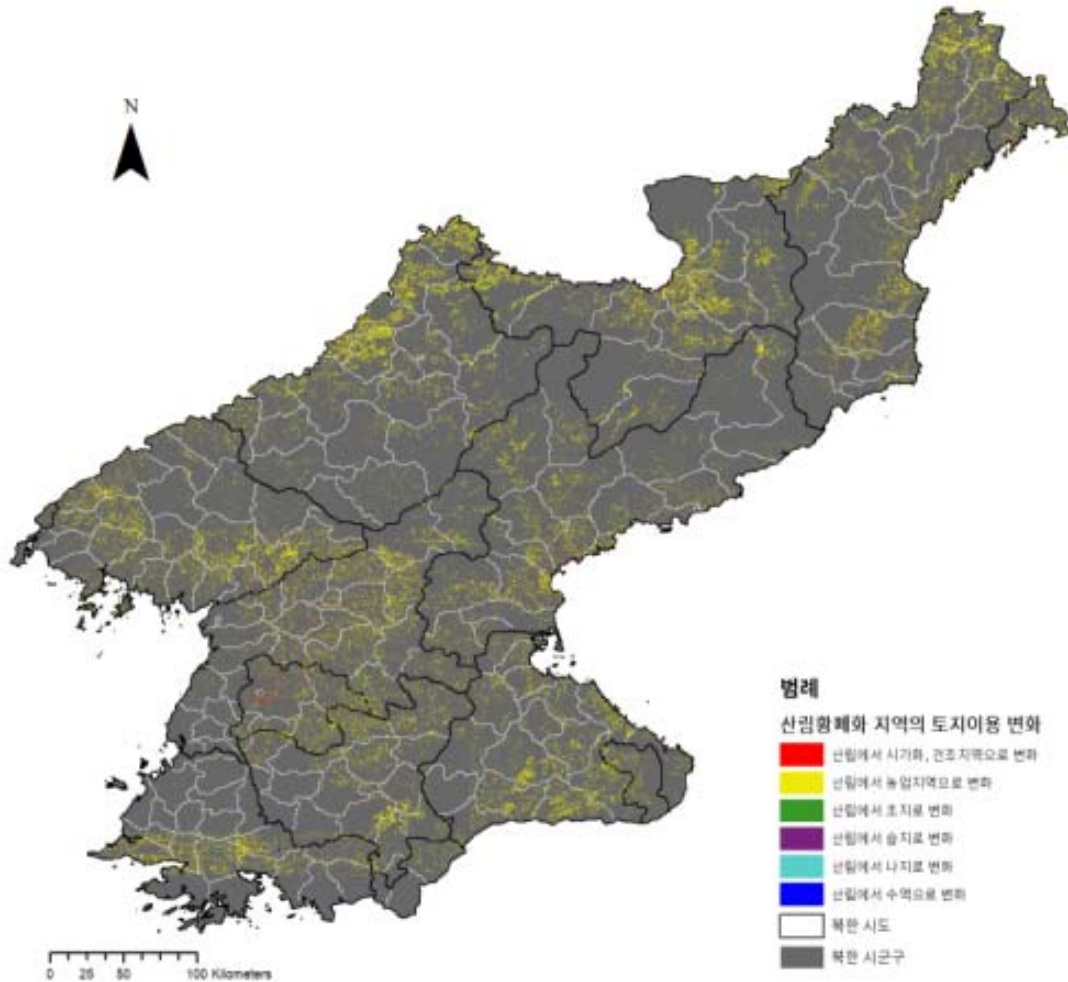 N
범례
산림황폐화 지역의 토지이용 변화
산림에서 시가화, 건조지역으로 변화
산림에서 농업지역으로 변화
산림에서 초지로 변화
산림에서 습지로 변화
산림에서 나지로 변화
산림에서 수역으로 변화
북한 시도
북한 시군구
0 25 50 100 Kilometers